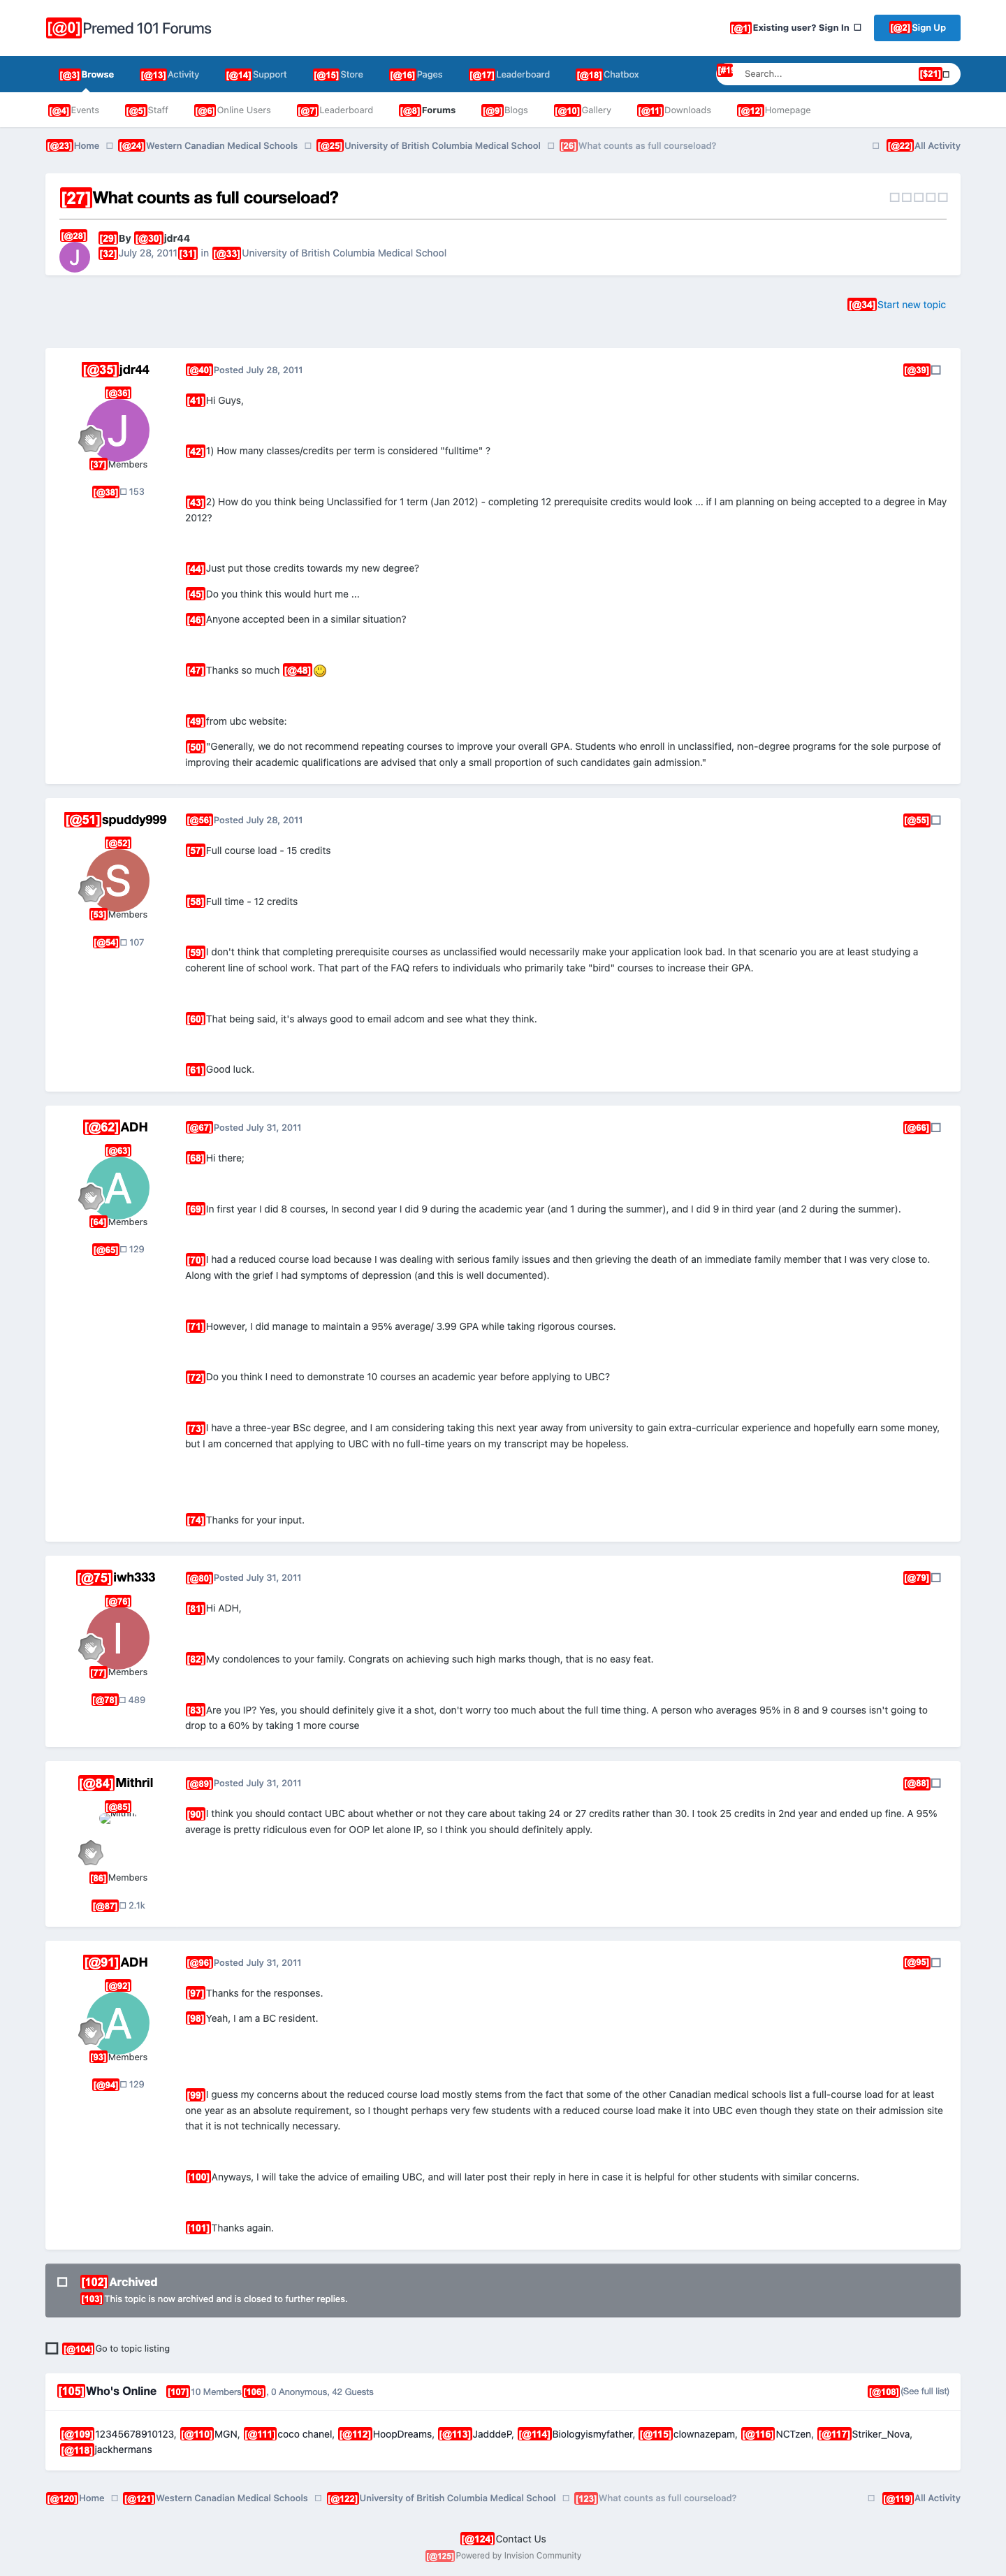 [@0]Premed 101 Forums
[@1]Existing user? Sign In
[@2]Sign Up
[@3]Browse [@13]Activity [@14]Support [@15]Store [@16]Pages [@17]Leaderboard [@18]Chatbox Search... [$21]
[@4]Events [@5]Staff [@6]Online Users [@7]Leaderboard [@8]Forums [@9]Blogs [@10]Gallery [@11]Downloads [@12]Homepage
[@23]Home [@24]Western Canadian Medical Schools [@25]University of British Columbia Medical School [26]What counts as full courseload? [@22]All Activity
[27]What counts as full courseload?
[@28]
J
[29]By [@30]jdr44
[32]July 28, 2011[31] in [@33]University of British Columbia Medical School
[@34]Start new topic
[@35]jdr44
[@36]
J
[37]Members
[@38] 153
[@40]Posted July 28, 2011 [@39]
[41]Hi Guys,
[42]1) How many classes/credits per term is considered "fulltime" ?
[43]2) How do you think being Unclassified for 1 term (Jan 2012) - completing 12 prerequisite credits would look ... if I am planning on being accepted to a degree in May
2012?
[44]Just put those credits towards my new degree?
[45]Do you think this would hurt me ...
[46]Anyone accepted been in a similar situation?
[47]Thanks so much [@48]
[49]from ubc website:
[50]"Generally, we do not recommend repeating courses to improve your overall GPA. Students who enroll in unclassified, non-degree programs for the sole purpose of
improving their academic qualifications are advised that only a small proportion of such candidates gain admission."
[@51]spuddy999
[@52]
S
[53]Members
[@54] 107
[@56]Posted July 28, 2011 [@55]
[57]Full course load - 15 credits
[58]Full time - 12 credits
[59]I don't think that completing prerequisite courses as unclassified would necessarily make your application look bad. In that scenario you are at least studying a
coherent line of school work. That part of the FAQ refers to individuals who primarily take "bird" courses to increase their GPA.
[60]That being said, it's always good to email adcom and see what they think.
[61]Good luck.
[@62]ADH
[@63]
A
[64]Members
[@65] 129
[@67]Posted July 31, 2011 [@66]
[68]Hi there;
[69]In first year I did 8 courses, In second year I did 9 during the academic year (and 1 during the summer), and I did 9 in third year (and 2 during the summer).
[70]I had a reduced course load because I was dealing with serious family issues and then grieving the death of an immediate family member that I was very close to.
Along with the grief I had symptoms of depression (and this is well documented).
[71]However, I did manage to maintain a 95% average/ 3.99 GPA while taking rigorous courses.
[72]Do you think I need to demonstrate 10 courses an academic year before applying to UBC?
[73]I have a three-year BSc degree, and I am considering taking this next year away from university to gain extra-curricular experience and hopefully earn some money,
but I am concerned that applying to UBC with no full-time years on my transcript may be hopeless.
[74]Thanks for your input.
[@75]iwh333
[@76]
I
[77]Members
[@78] 489
[@80]Posted July 31, 2011 [@79]
[81]Hi ADH,
[82]My condolences to your family. Congrats on achieving such high marks though, that is no easy feat.
[83]Are you IP? Yes, you should definitely give it a shot, don't worry too much about the full time thing. A person who averages 95% in 8 and 9 courses isn't going to
drop to a 60% by taking 1 more course
[@84]Mithril
[@85]
[86]Members
[@87] 2.1k
[@89]Posted July 31, 2011 [@88]
[90]I think you should contact UBC about whether or not they care about taking 24 or 27 credits rather than 30. I took 25 credits in 2nd year and ended up fine. A 95%
average is pretty ridiculous even for OOP let alone IP, so I think you should definitely apply.
[@91]ADH
[@92]
A
[93]Members
[@94] 129
[@96]Posted July 31, 2011 [@95]
[97]Thanks for the responses.
[98]Yeah, I am a BC resident.
[99]I guess my concerns about the reduced course load mostly stems from the fact that some of the other Canadian medical schools list a full-course load for at least
one year as an absolute requirement, so I thought perhaps very few students with a reduced course load make it into UBC even though they state on their admission site
that it is not technically necessary.
[100]Anyways, I will take the advice of emailing UBC, and will later post their reply in here in case it is helpful for other students with similar concerns.
[101]Thanks again.
[102]Archived
[103]This topic is now archived and is closed to further replies.
[@104]Go to topic listing
[105]Who's Online [107]10 Members[106], 0 Anonymous, 42 Guests [@108](See full list)
[@109]12345678910123, [@110]MGN, [@111]coco chanel, [@112]HoopDreams, [@113]JadddeP, [@114]Biologyismyfather, [@115]clownazepam, [@116]NCTzen, [@117]Striker_Nova,
[@118]jackhermans
[@120]Home [@121]Western Canadian Medical Schools [@122]University of British Columbia Medical School [123]What counts as full courseload? [@119]All Activity
[@124]Contact Us
[@125]Powered by Invision Community